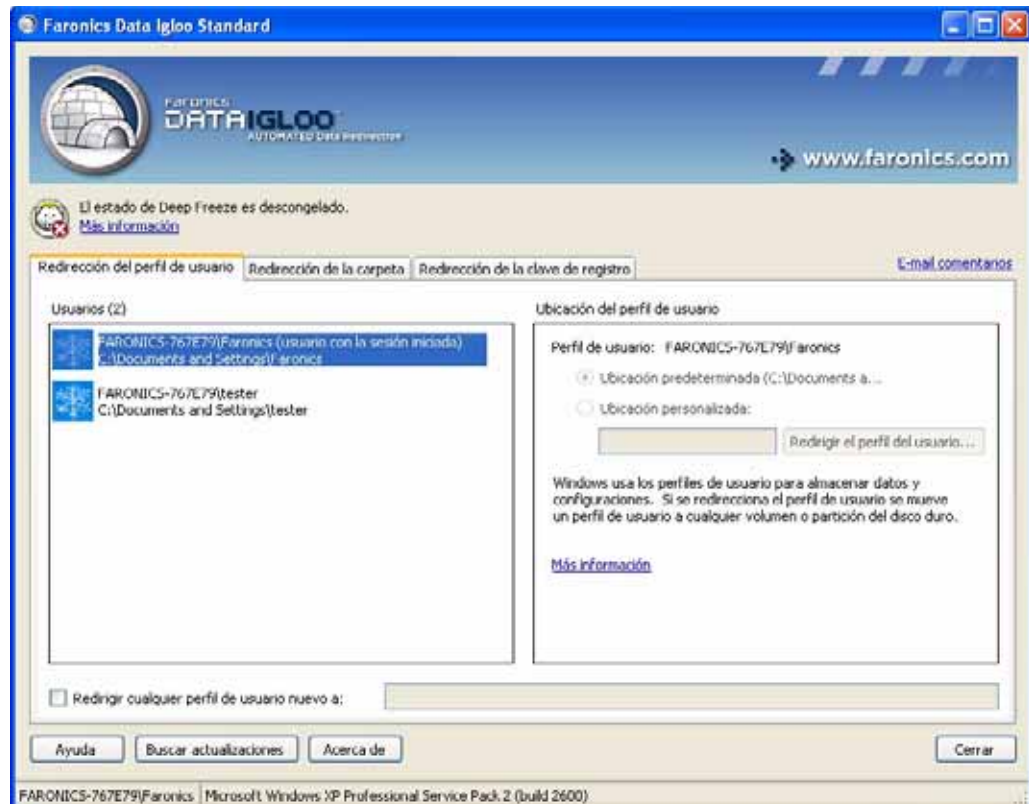 Faronics Data Igloo Standard
FARONICS
DATAIGLOO
AUTOMATED Data Redirection
www.faronics.com
El estado de Deep Freeze es descongelado.
Más información
Redirección del perfil de usuario
Redirección de la carpeta
Redirección de la clave de registro
E-mail comentarios
Usuarios (2)
FARONICS-767E79\Faronics (usuario con la sesión iniciada)
C:\Documents and Settings\Faronics
FARONICS-767E79\tester
C:\Documents and Settings\tester
Ubicación del perfil de usuario
Perfil de usuario: FARONICS-767E79\Faronics
Ubicación predeterminada (C:\Documents a...
Ubicación personalizada:
Redirigir el perfil del usuario...
Windows usa los perfiles de usuario para almacenar datos y
configuraciones. Si se redirecciona el perfil de usuario se mueve
un perfil de usuario a cualquier volumen o partición del disco duro.
Más información
Redirigir cualquier perfil de usuario nuevo a:
Ayuda
Buscar actualizaciones
Acerca de
Cerrar
FARONICS-767E79\Faronics
Microsoft Windows XP Professional Service Pack 2 (build 2600)